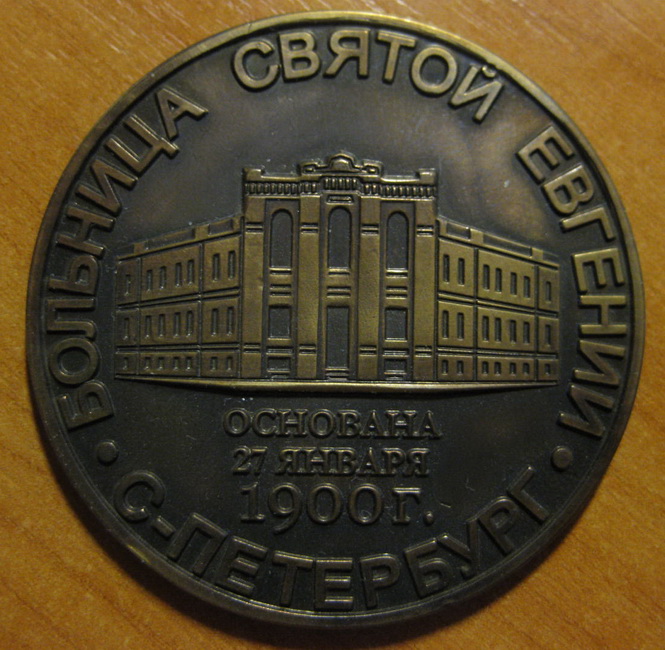 БОЛЬНИЦА СВЯТОЙ ЕВГЕНИИ
ОСНОВАНА
27 ЯНВАРЯ
1900 г.
• С-ПЕТЕРБУРГ •